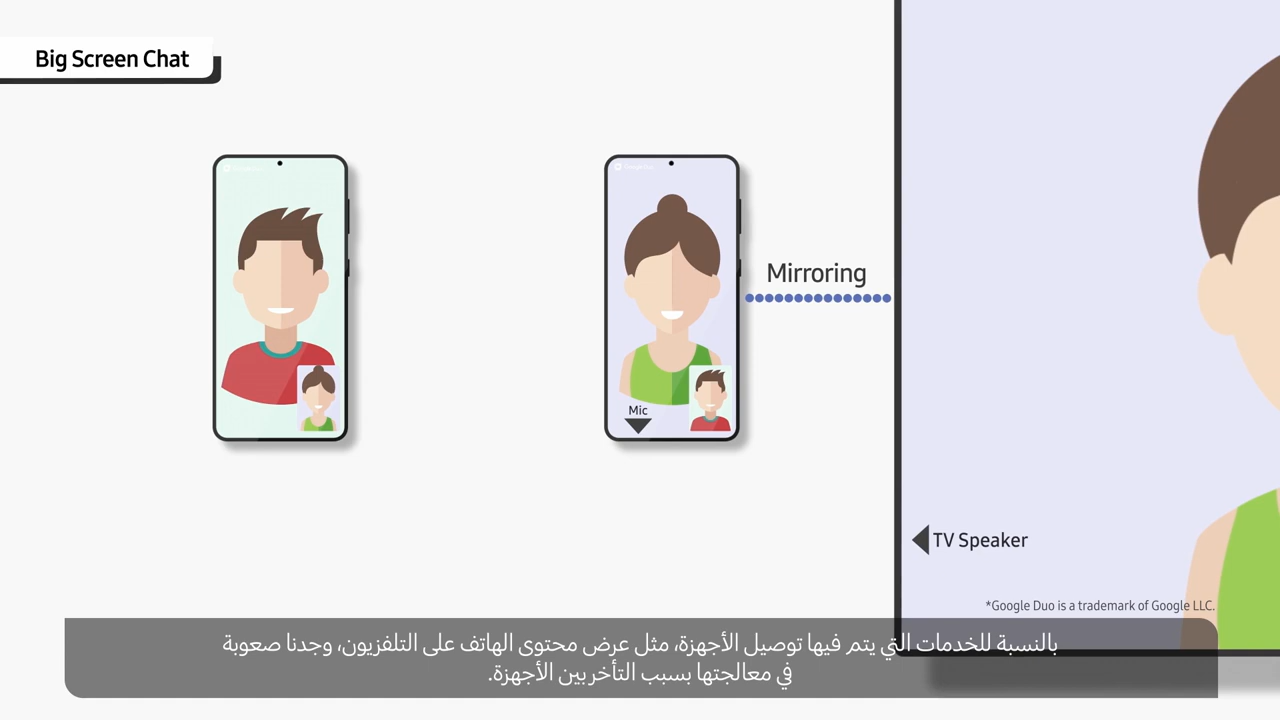 Big Screen Chat
Mirroring
Mic
TV Speaker
*Google Duo is a trademark of Google LLC.
بالنسبة للخدمات التي يتم فيها توصيل الأجهزة، مثل عرض محتوى الهاتف على التلفزيون، وجدنا صعوبة
في معالجتها بسبب التأخر بين الأجهزة.